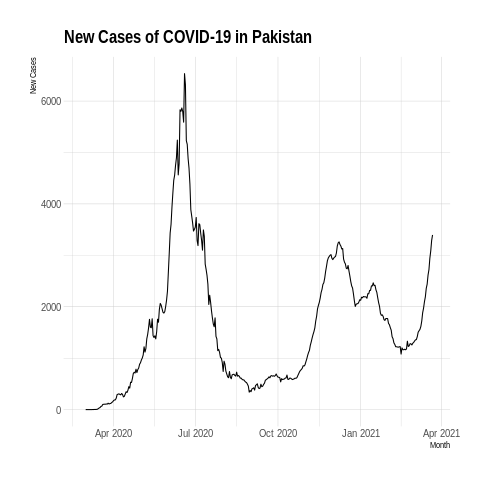 New Cases of COVID-19 in Pakistan
New Cases
6000
4000
2000
0
Apr 2020
Jul 2020
Oct 2020
Jan 2021
Apr 2021
Month